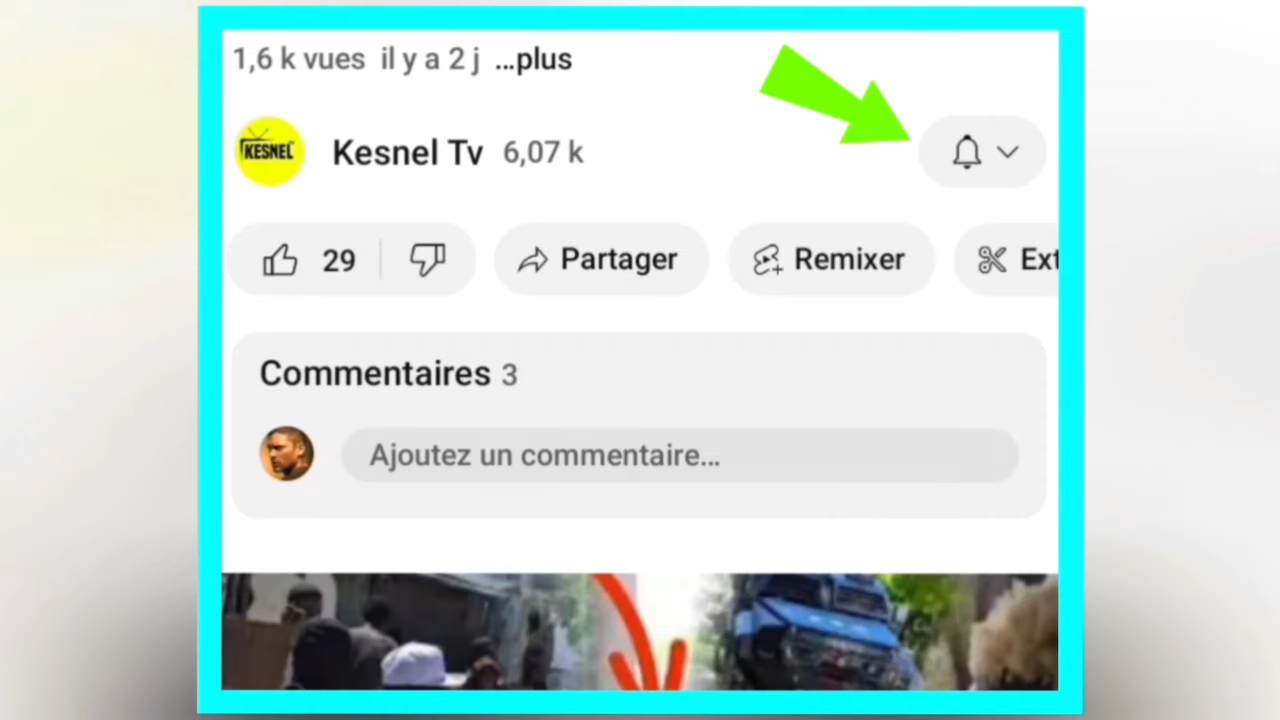 1,6 k vues il y a 2 j ...plus
KESNEL
Kesnel Tv 6,07 k
29 Partager Remixer Ext
Commentaires 3
Ajoutez un commentaire...